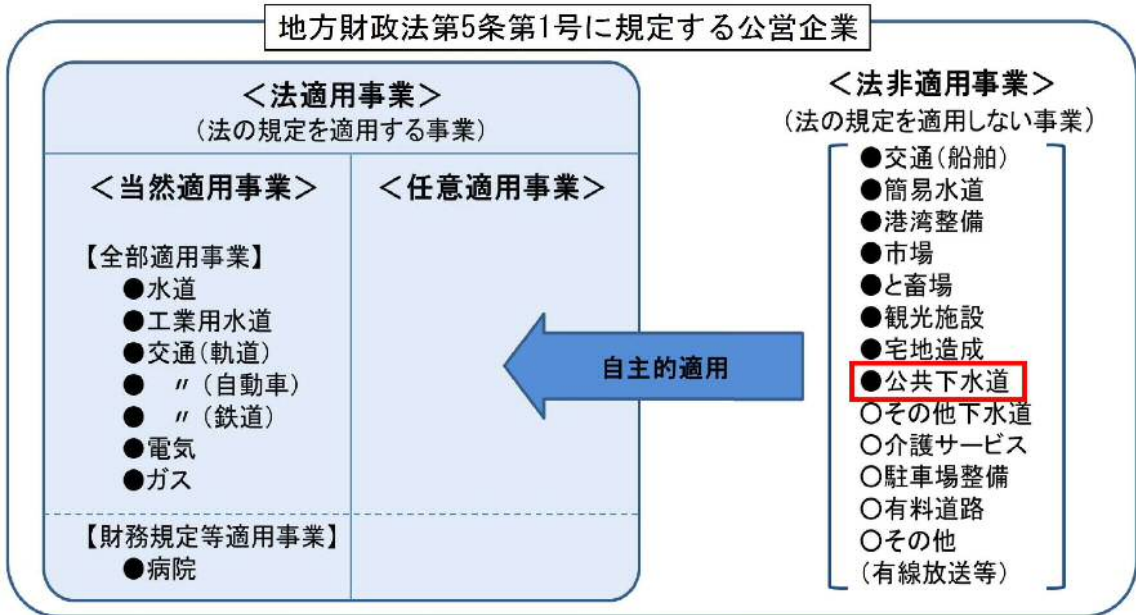 地方財政法第5条第1号に規定する公営企業
＜法適用事業＞
（法の規定を適用する事業）
＜当然適用事業＞
【全部適用事業】
●水道
●工業用水道
●交通（軌道）
●　〃（自動車）
●　〃（鉄道）
●電気
●ガス
【財務規定等適用事業】
●病院
＜任意適用事業＞
自主的適用
＜法非適用事業＞
（法の規定を適用しない事業）
●交通（船舶）
●簡易水道
●港湾整備
●市場
●と畜場
●観光施設
●宅地造成
●公共下水道
○その他下水道
○介護サービス
○駐車場整備
○有料道路
○その他
（有線放送等）